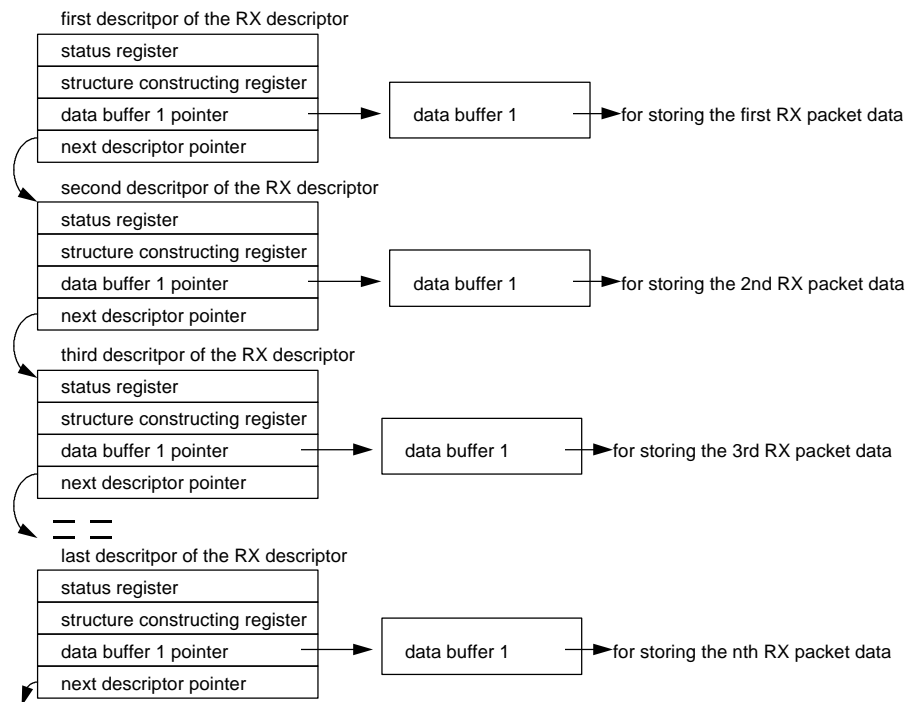 first descritpor of the RX descriptor
status register
structure constructing register
data buffer 1 pointer
data buffer 1
for storing the first RX packet data
next descriptor pointer
second descritpor of the RX descriptor
status register
structure constructing register
data buffer 1 pointer
data buffer 1
for storing the 2nd RX packet data
next descriptor pointer
third descritpor of the RX descriptor
status register
structure constructing register
data buffer 1 pointer
data buffer 1
for storing the 3rd RX packet data
next descriptor pointer
last descritpor of the RX descriptor
status register
structure constructing register
data buffer 1 pointer
data buffer 1
for storing the nth RX packet data
next descriptor pointer